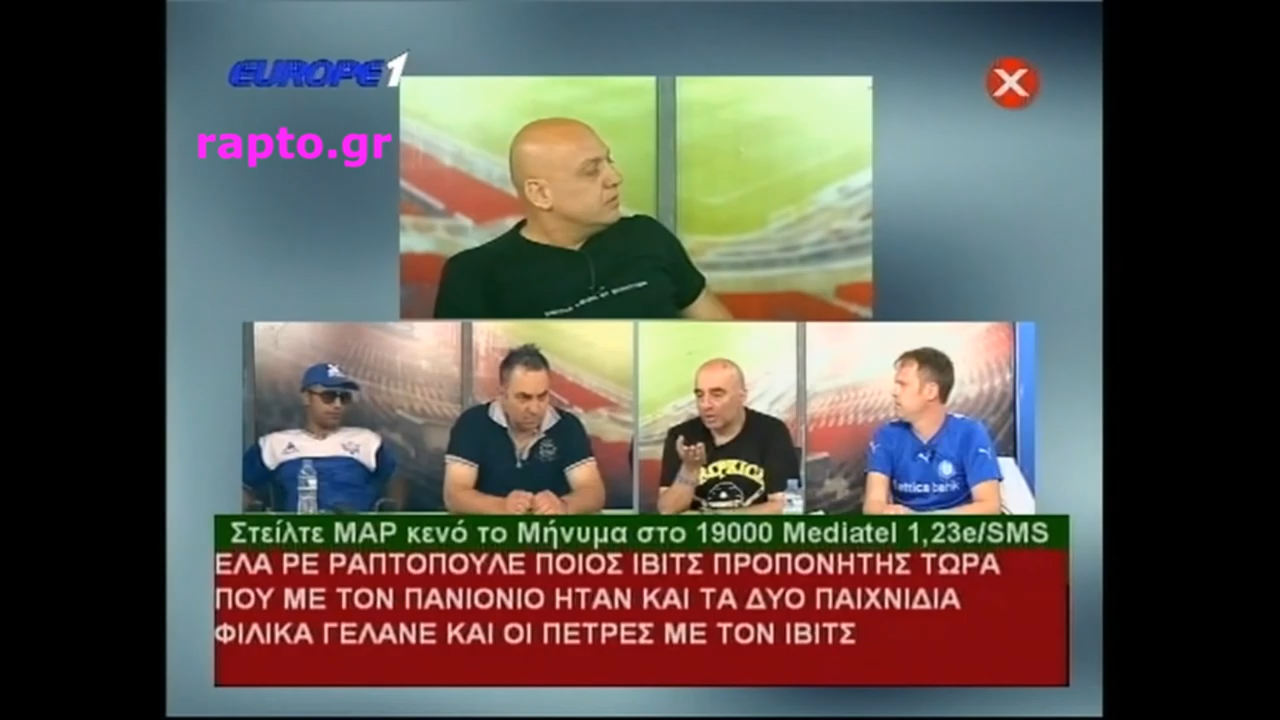 EUROPE1
X
rapto.gr
Στείλτε MAP κενό το Μήνυμα στο 19000 Mediatel 1,23e/SMS
ΕΛΑ ΡΕ ΡΑΠΤΟΠΟΥΛΕ ΠΟΙΟΣ ΙΒΙΤΣ ΠΡΟΠΟΝΗΤΗΣ ΤΩΡΑ
ΠΟΥ ΜΕ ΤΟΝ ΠΑΝΙΟΝΙΟ ΗΤΑΝ ΚΑΙ ΤΑ ΔΥΟ ΠΑΙΧΝΙΔΙΑ
ΦΙΛΙΚΑ ΓΕΛΑΝΕ ΚΑΙ ΟΙ ΠΕΤΡΕΣ ΜΕ ΤΟΝ ΙΒΙΤΣ